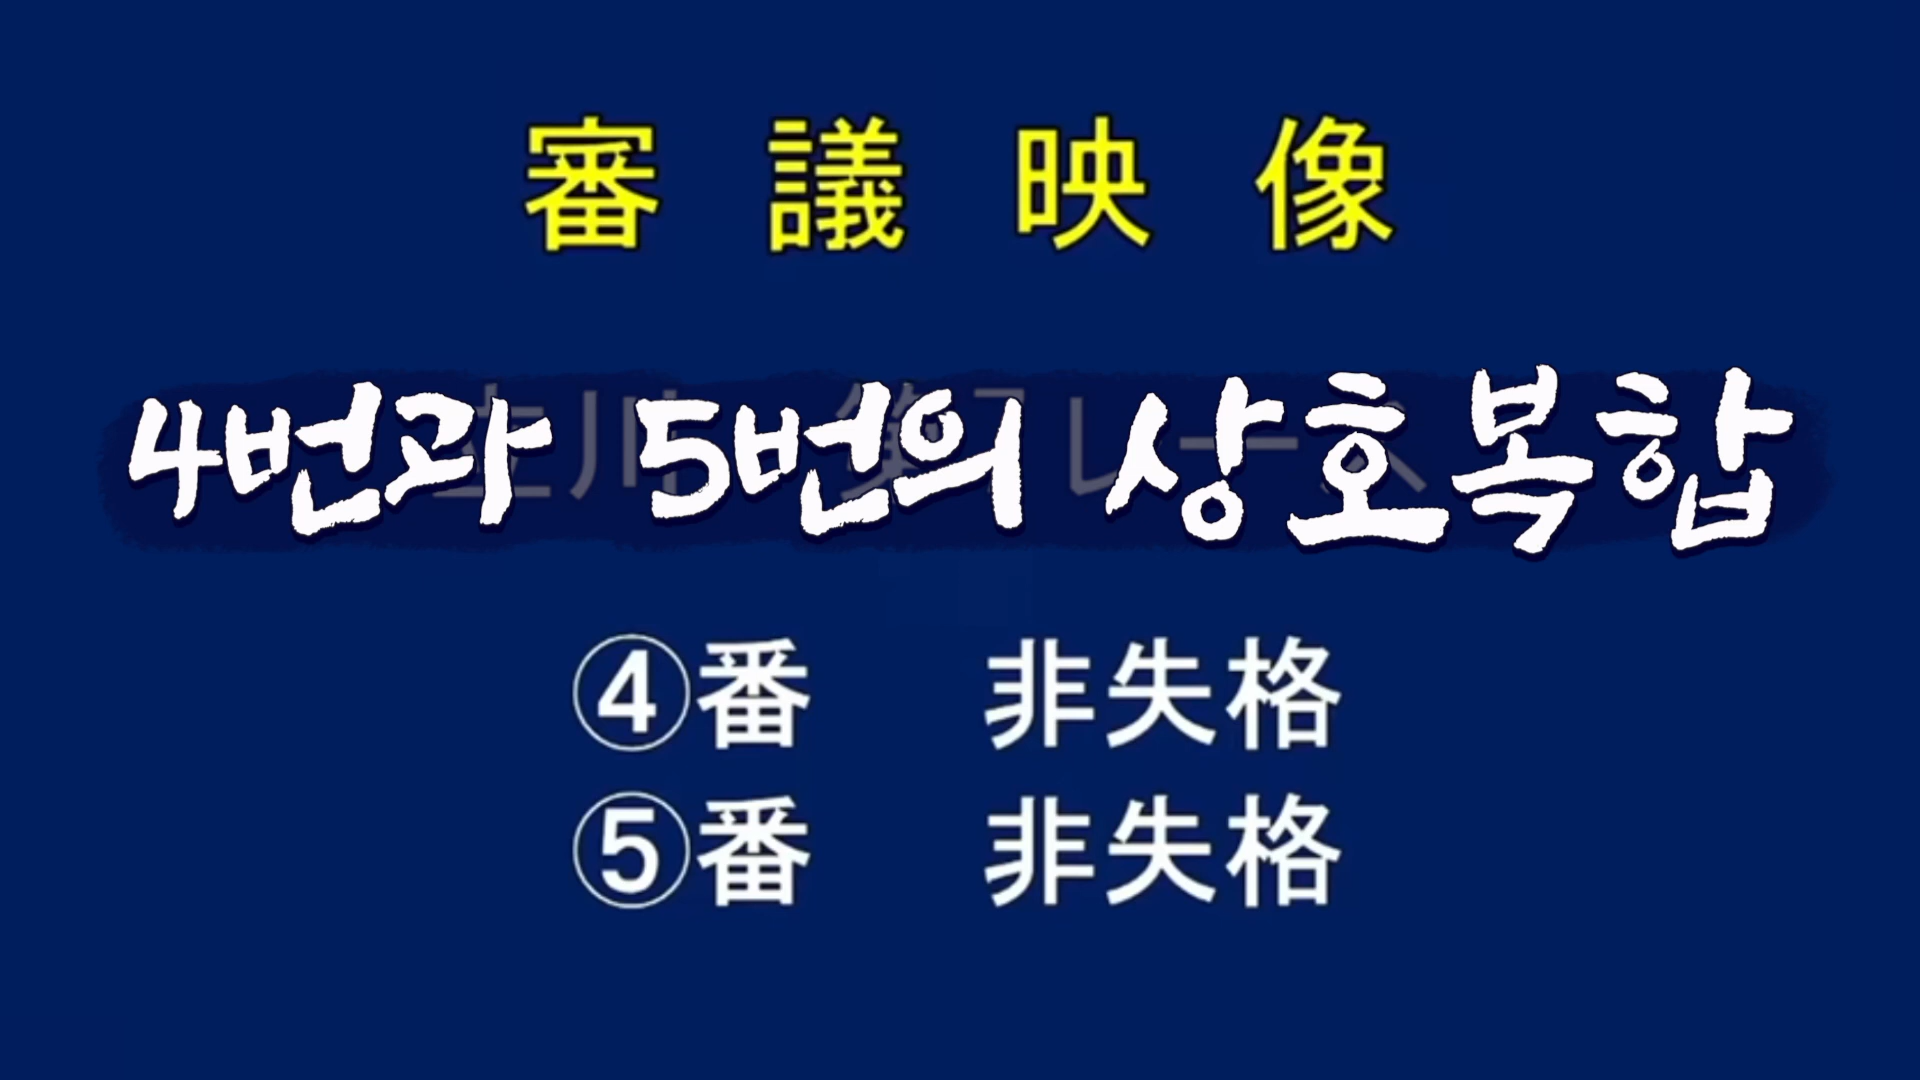 審議映像
4번과 5번의 상호복합
④番 非失格
⑤番 非失格